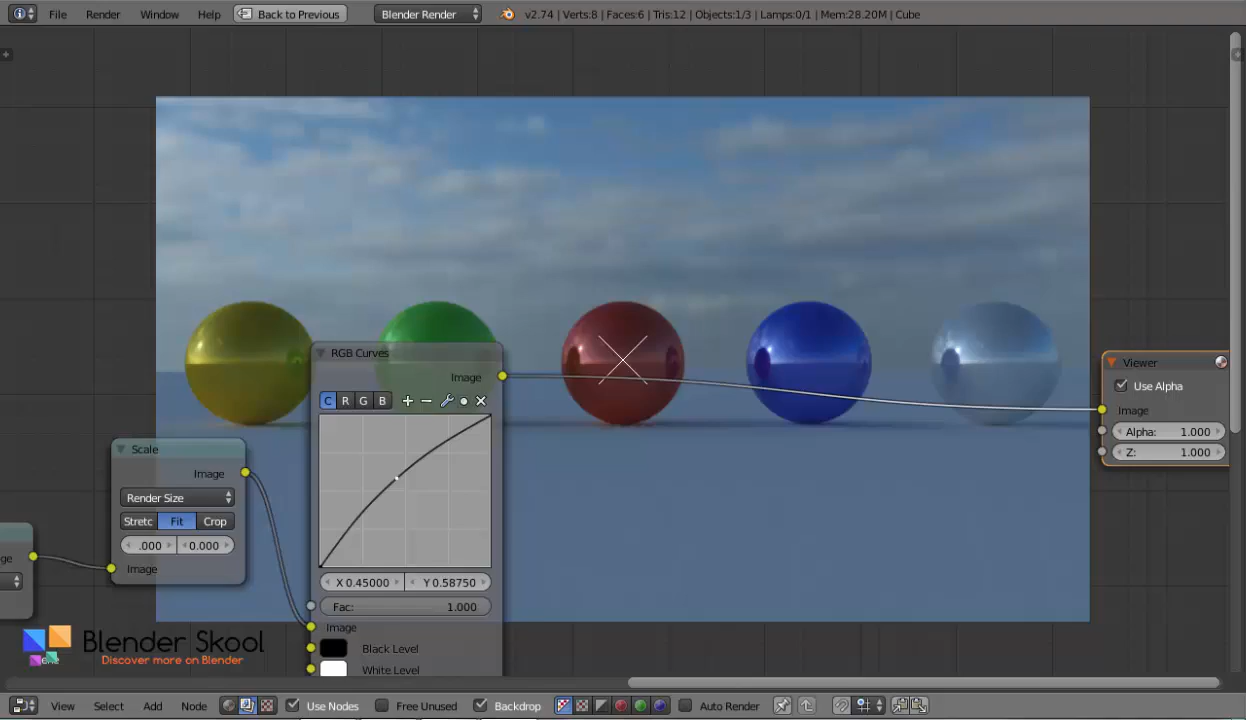 File Render Window Help Back to Previous Blender Render v2.74 | Verts:8 | Faces:6 | Tris:12 | Objects:1/3 | Lamps:0/1 | Mem:28.20M | Cube
RGB Curves
Image
C R G B
X 0.45000 Y 0.58750
Fac: 1.000
Image
Black Level
White Level
Viewer
Use Alpha
Image
Alpha: 1.000
Z: 1.000
Scale
Image
Render Size
Stretc Fit Crop
.000 0.000
Image
ge
Blender Skool
Discover more on Blender
View Select Add Node Use Nodes Free Unused Backdrop Auto Render